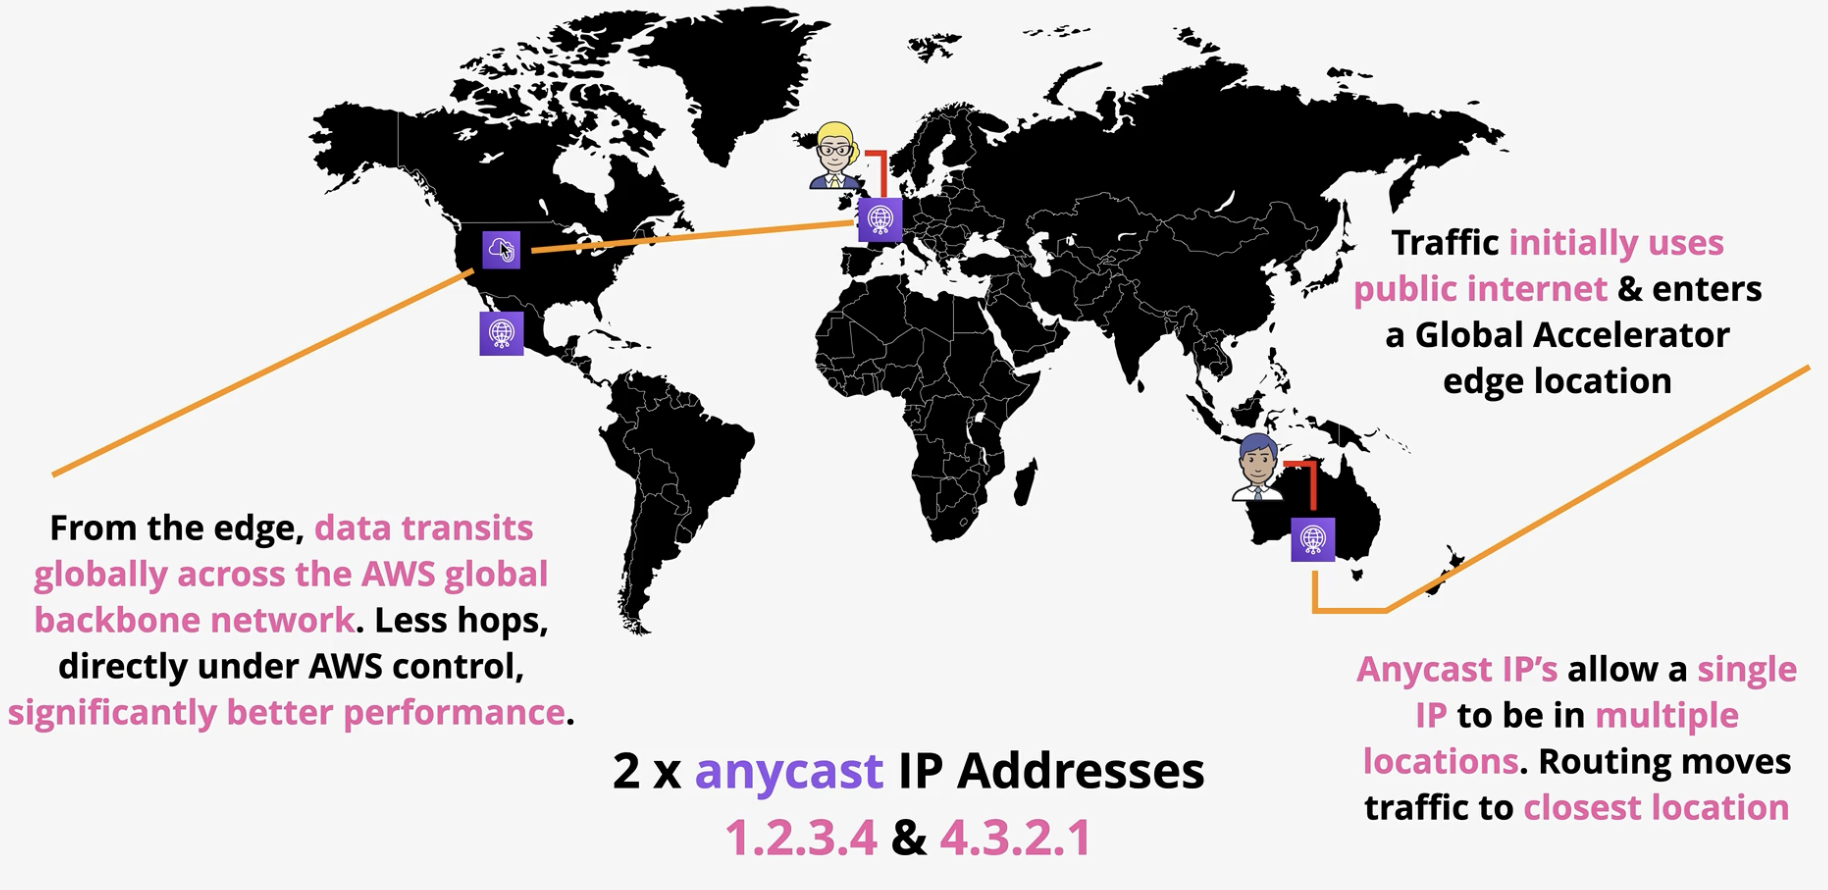 Traffic initially uses
public internet & enters
a Global Accelerator
edge location
From the edge, data transits
globally across the AWS global
backbone network. Less hops,
directly under AWS control,
significantly better performance.
Anycast IP’s allow a single
IP to be in multiple
locations. Routing moves
traffic to closest location
2 x anycast IP Addresses
1.2.3.4 & 4.3.2.1